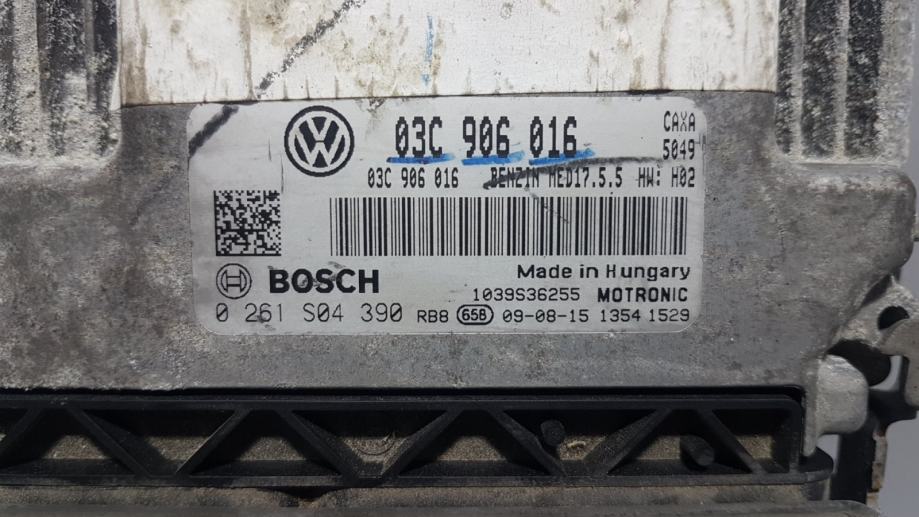 03C 906 016 CAXA
5049
03C 906 016 BENZIN MED17.5.5 HW: H02
BOSCH Made in Hungary
1039S36255 MOTRONIC
0 261 S04 390 RB8 658 09-08-15 1354 1529